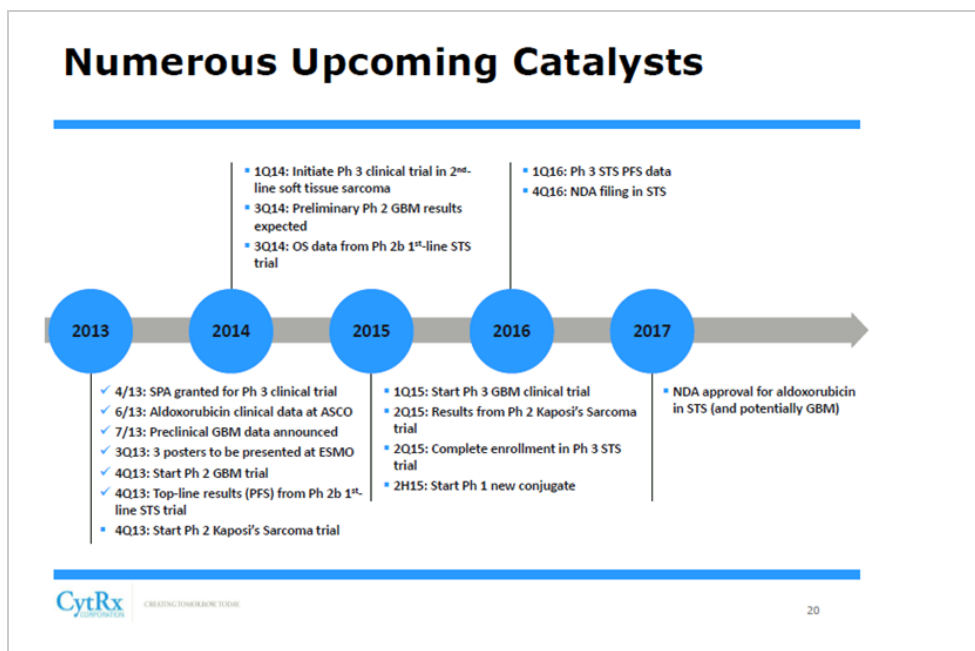 Numerous Upcoming Catalysts
▪ 1Q14: Initiate Ph 3 clinical trial in 2nd-
line soft tissue sarcoma
▪ 3Q14: Preliminary Ph 2 GBM results
expected
▪ 3Q14: OS data from Ph 2b 1st-line STS
trial
▪ 1Q16: Ph 3 STS PFS data
▪ 4Q16: NDA filing in STS
2013
2014
2015
2016
2017
✓ 4/13: SPA granted for Ph 3 clinical trial
✓ 6/13: Aldoxorubicin clinical data at ASCO
✓ 7/13: Preclinical GBM data announced
✓ 3Q13: 3 posters to be presented at ESMO
✓ 4Q13: Start Ph 2 GBM trial
✓ 4Q13: Top-line results (PFS) from Ph 2b 1st-
line STS trial
▪ 4Q13: Start Ph 2 Kaposi's Sarcoma trial
▪ 1Q15: Start Ph 3 GBM clinical trial
▪ 2Q15: Results from Ph 2 Kaposi's Sarcoma
trial
▪ 2Q15: Complete enrollment in Ph 3 STS
trial
▪ 2H15: Start Ph 1 new conjugate
▪ NDA approval for aldoxorubicin
in STS (and potentially GBM)
CytRx
CORPORATION
CREATING TOMORROW TODAY
20